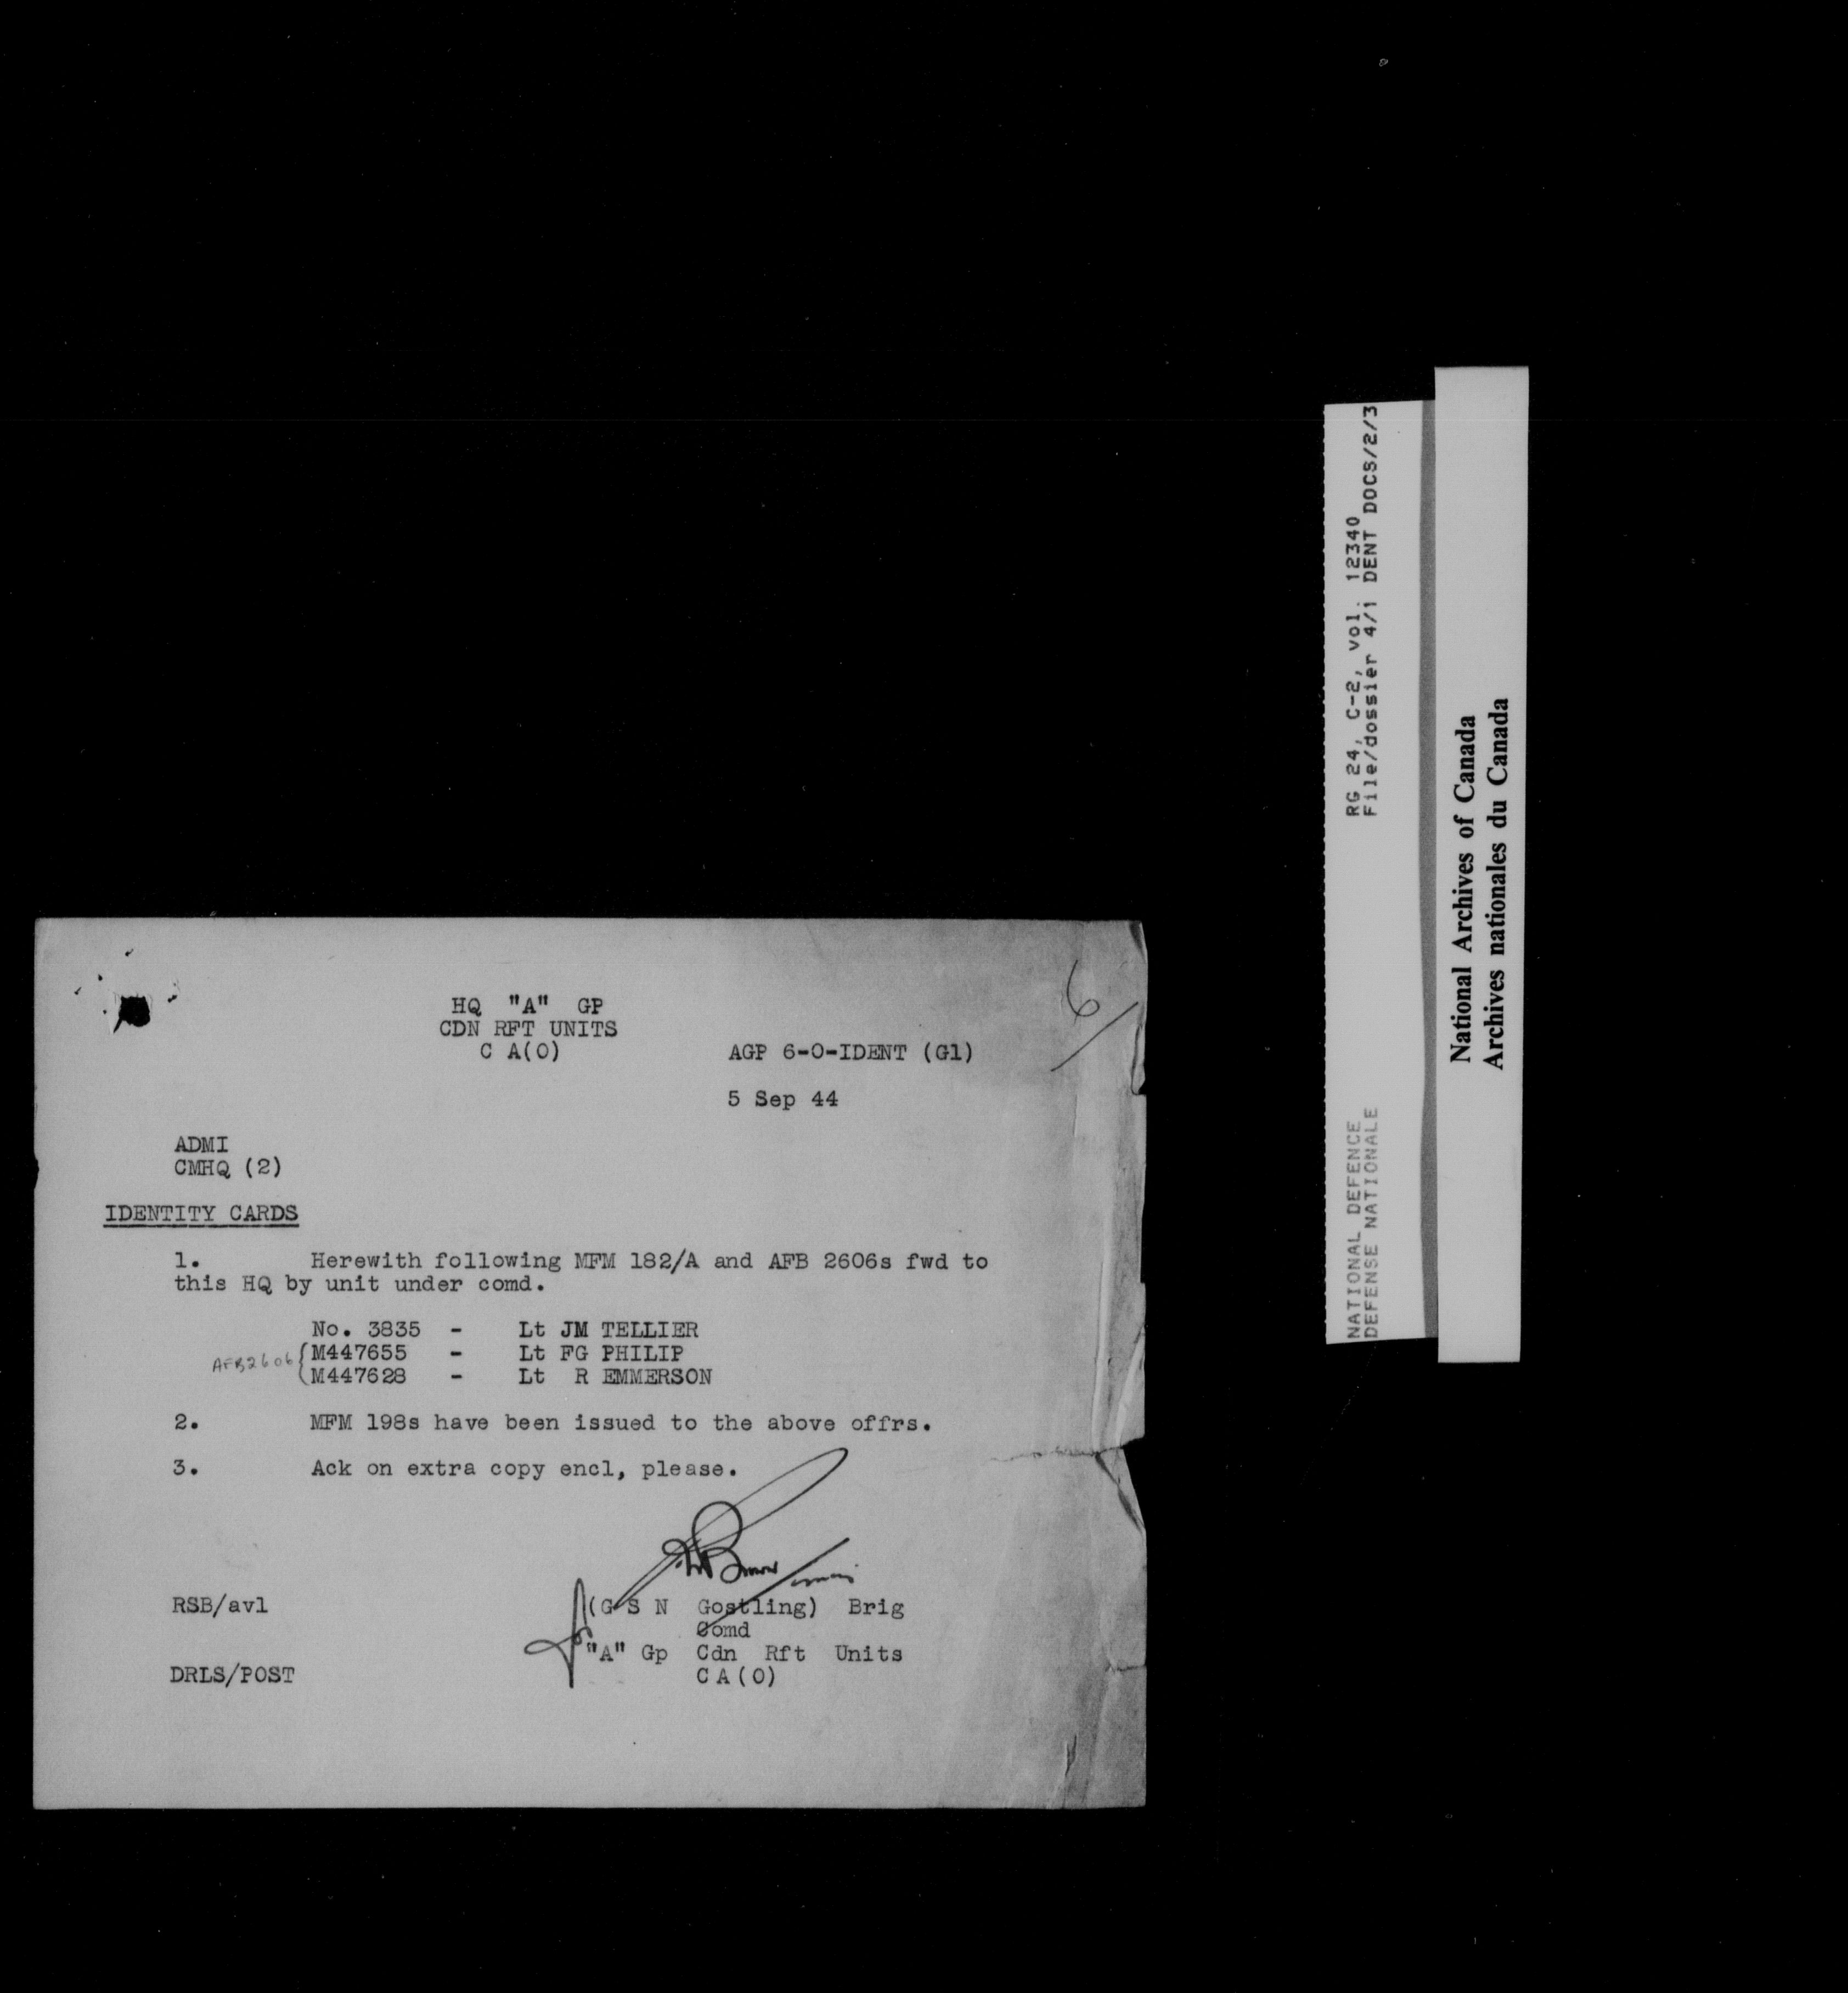 6
HQ "A" GP
CDN RFT UNITS
C A(O)
AGP 6-O-IDENT (G1)
5 Sep 44
ADMI
CMHQ (2)
IDENTITY CARDS
1. Herewith following MFM 182/A and AFB 2606s fwd to
this HQ by unit under comd.
No. 3835 - Lt JM TELLIER
AFB2606 { M447655 - Lt FG PHILIP
M447628 - Lt R EMMERSON
2. MFM 198s have been issued to the above offrs.
3. Ack on extra copy encl, please.
RSB/avl
(G S N Gostling) Brig
Comd
"A" Gp Cdn Rft Units
C A(O)
DRLS/POST
RG 24, C-2, vol. 12340
File/dossier 4/1 DENT DOCS/2/3
NATIONAL DEFENCE
DEFENSE NATIONALE
National Archives of Canada
Archives nationales du Canada